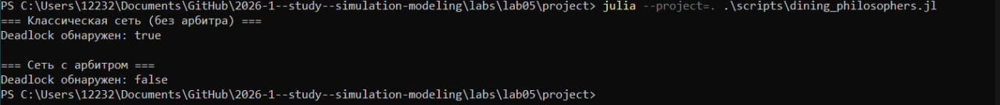 PS C:\Users\12232\Documents\GitHub\2026-1--study--simulation-modeling\labs\lab05\project> julia --project=. .\scripts\dining_philosophers.jl
=== Классическая сеть (без арбитра) ===
Deadlock обнаружен: true

=== Сеть с арбитром ===
Deadlock обнаружен: false
PS C:\Users\12232\Documents\GitHub\2026-1--study--simulation-modeling\labs\lab05\project>